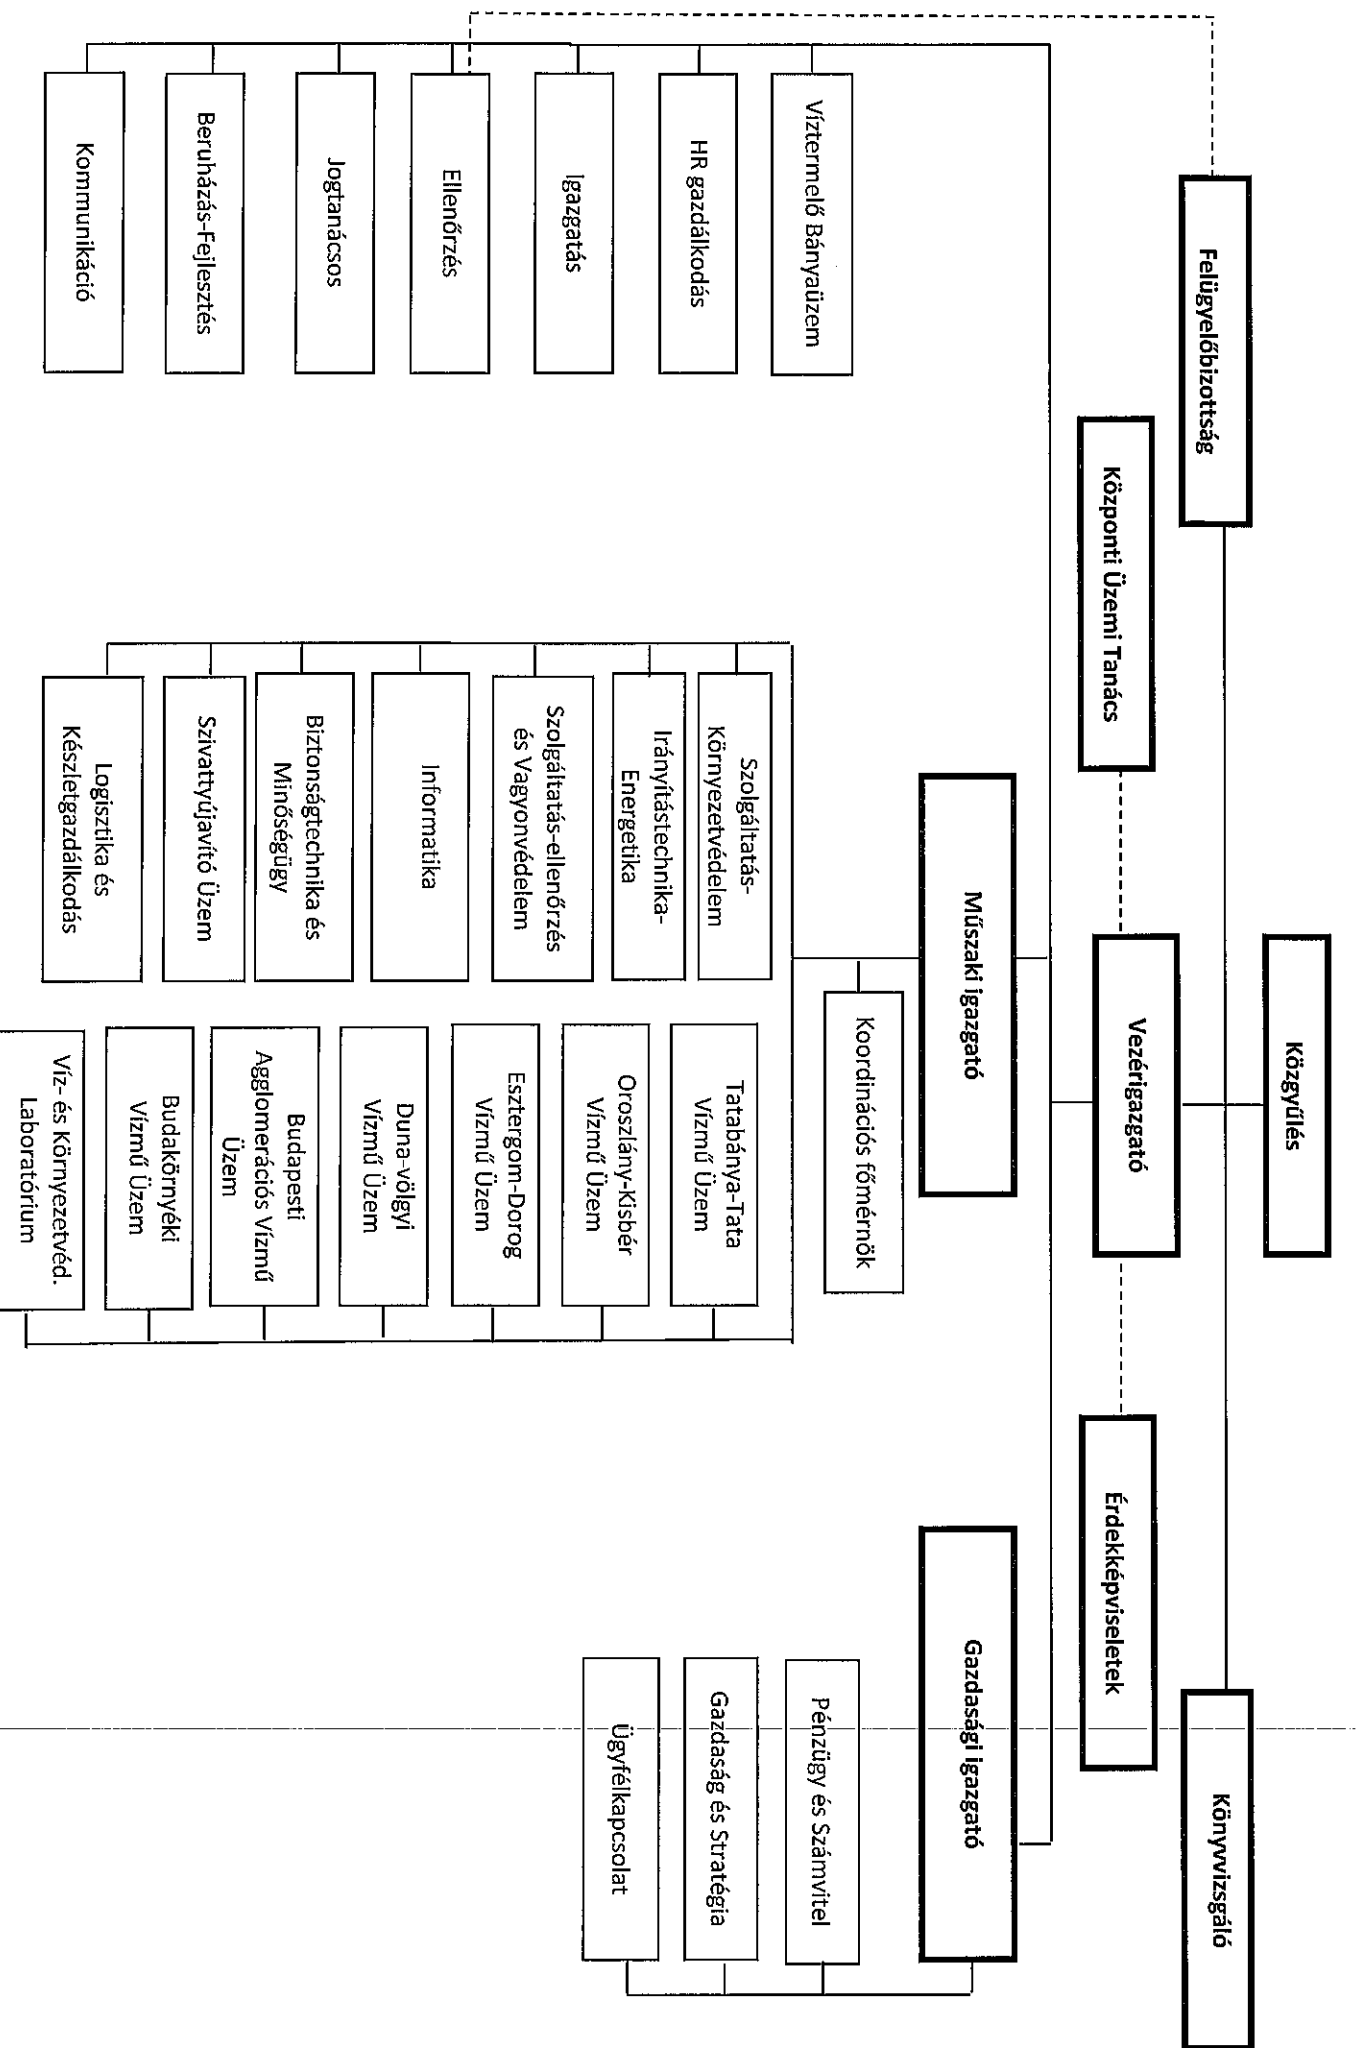 Közgyűlés
Felügyelőbizottság
Könyvvizsgáló
Központi Üzemi Tanács
Vezérigazgató
Érdekképviseletek
Műszaki igazgató
Gazdasági igazgató
Koordinációs főmérnök
Víztermelő Bányaüzem
HR gazdálkodás
Igazgatás
Ellenőrzés
Jogtanácsos
Beruházás-Fejlesztés
Kommunikáció
Szolgáltatás-
Környezetvédelem
Irányítástechnika-
Energetika
Szolgáltatás-ellenőrzés
és Vagyonvédelem
Informatika
Biztonságtechnika és
Minőségügy
Szivattyújavító Üzem
Logisztika és
Készletgazdálkodás
Tatabánya-Tata
Vízmű Üzem
Oroszlány-Kisbér
Vízmű Üzem
Esztergom-Dorog
Vízmű Üzem
Duna-völgyi
Vízmű Üzem
Budapesti
Agglomerációs Vízmű
Üzem
Budakörnyéki
Vízmű Üzem
Víz- és Környezetvéd.
Laboratórium
Pénzügy és Számvitel
Gazdaság és Stratégia
Ügyfélkapcsolat